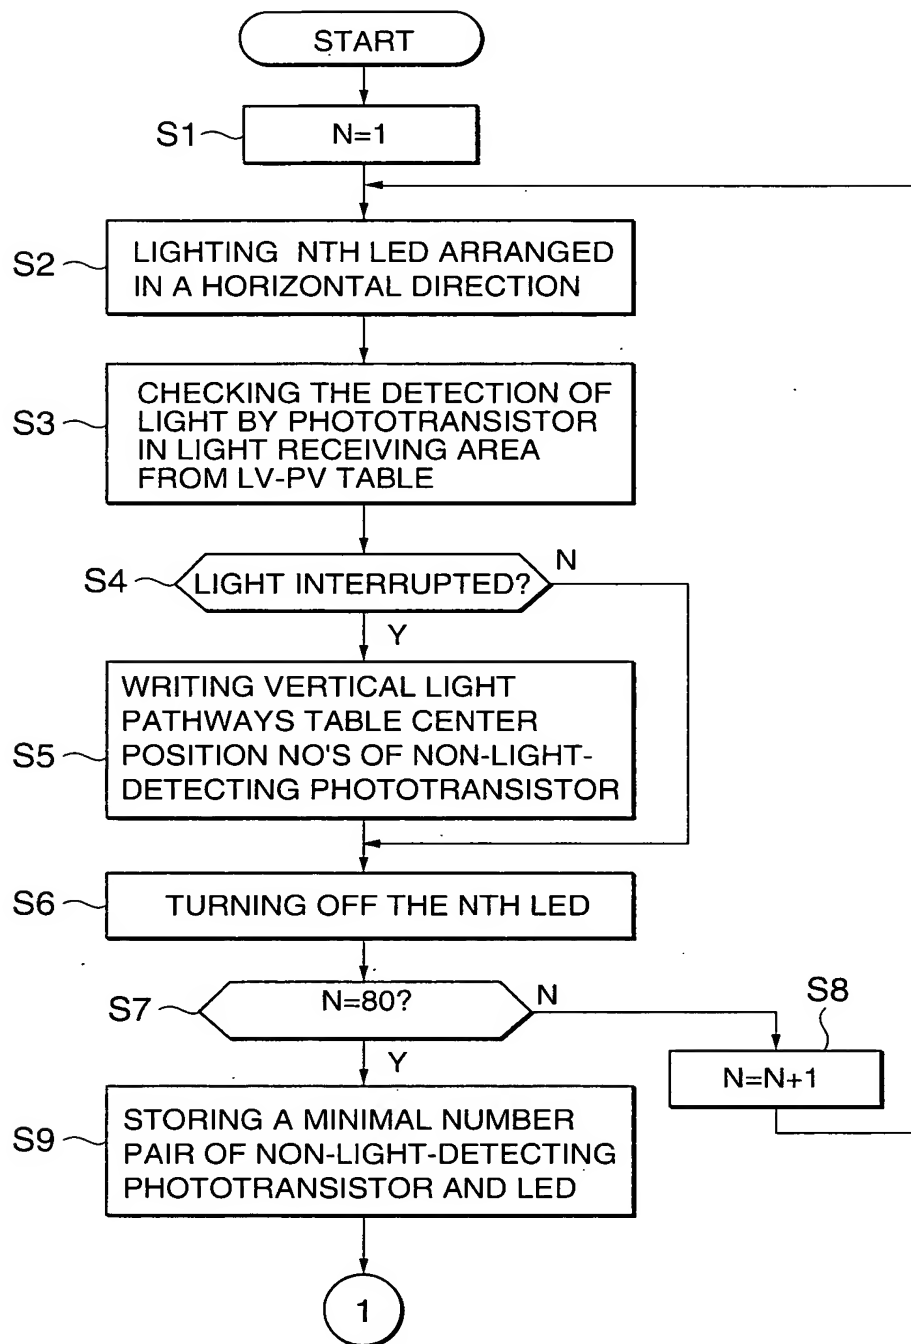 START
S1
N=1
S2
LIGHTING NTH LED ARRANGED
IN A HORIZONTAL DIRECTION
S3
CHECKING THE DETECTION OF
LIGHT BY PHOTOTRANSISTOR
IN LIGHT RECEIVING AREA
FROM LV-PV TABLE
S4
LIGHT INTERRUPTED?
N
Y
S5
WRITING VERTICAL LIGHT
PATHWAYS TABLE CENTER
POSITION NO'S OF NON-LIGHT-
DETECTING PHOTOTRANSISTOR
S6
TURNING OFF THE NTH LED
S7
N=80?
N
S8
N=N+1
Y
S9
STORING A MINIMAL NUMBER
PAIR OF NON-LIGHT-DETECTING
PHOTOTRANSISTOR AND LED
1